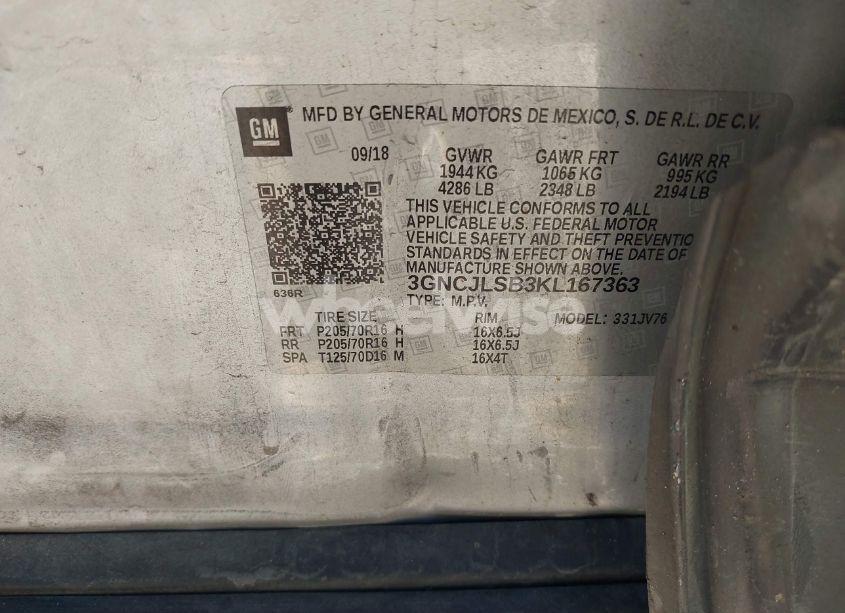 GM
MFD BY GENERAL MOTORS DE MEXICO, S. DE R.L. DE C.V.
09/18 GVWR GAWR FRT GAWR RR
1944 KG 1065 KG 995 KG
4286 LB 2348 LB 2194 LB
THIS VEHICLE CONFORMS TO ALL
APPLICABLE U.S. FEDERAL MOTOR
VEHICLE SAFETY AND THEFT PREVENTIO
STANDARDS IN EFFECT ON THE DATE OF
MANUFACTURE SHOWN ABOVE.
3GNCJLSB3KL167363
636R
TYPE: M.P.V.
wheelwise
TIRE SIZE RIM MODEL: 331JV76
FRT P205/70R16 H 16X6.5J
RR P205/70R16 H 16X6.5J
SPA T125/70D16 M 16X4T